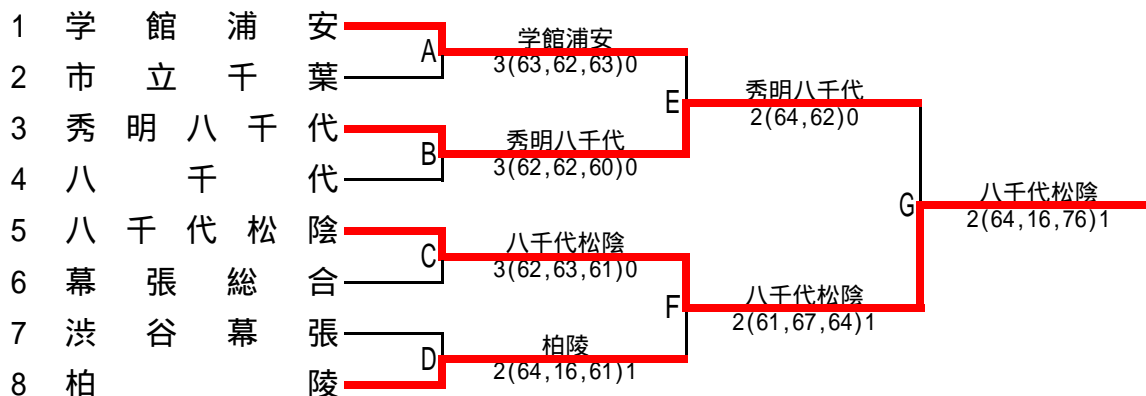 1 学館浦安
2 市立千葉
3 秀明八千代
4 八千代
5 八千代松陰
6 幕張総合
7 渋谷幕張
8 柏陵
A
学館浦安
3(63,62,63)0
B
秀明八千代
3(62,62,60)0
C
八千代松陰
3(62,63,61)0
D
柏陵
2(64,16,61)1
E
秀明八千代
2(64,62)0
F
八千代松陰
2(61,67,64)1
G
八千代松陰
2(64,16,76)1